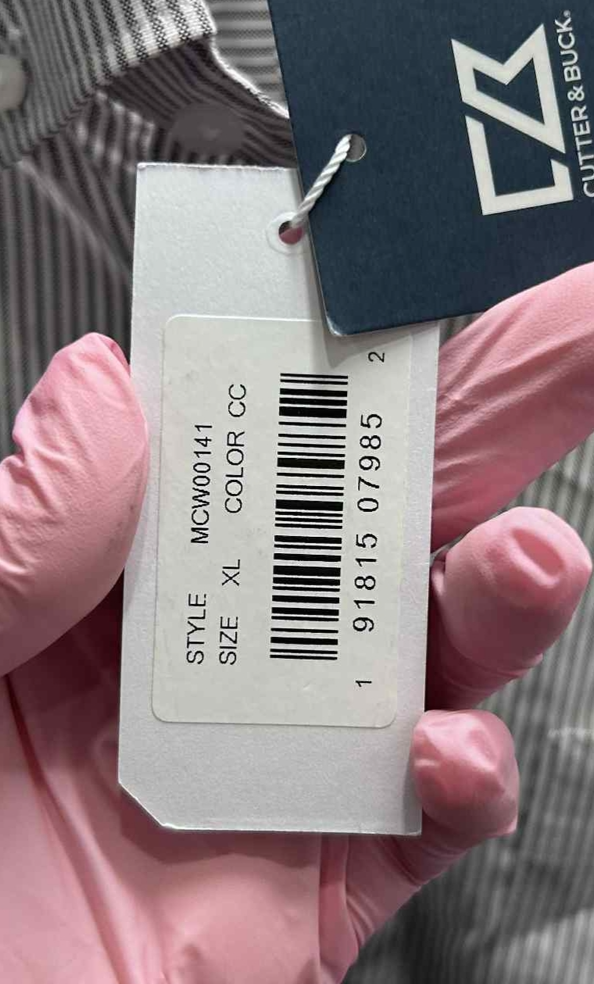 CUTTER & BUCK®
STYLE MCW00141
SIZE XL COLOR CC
1 91815 07985 2